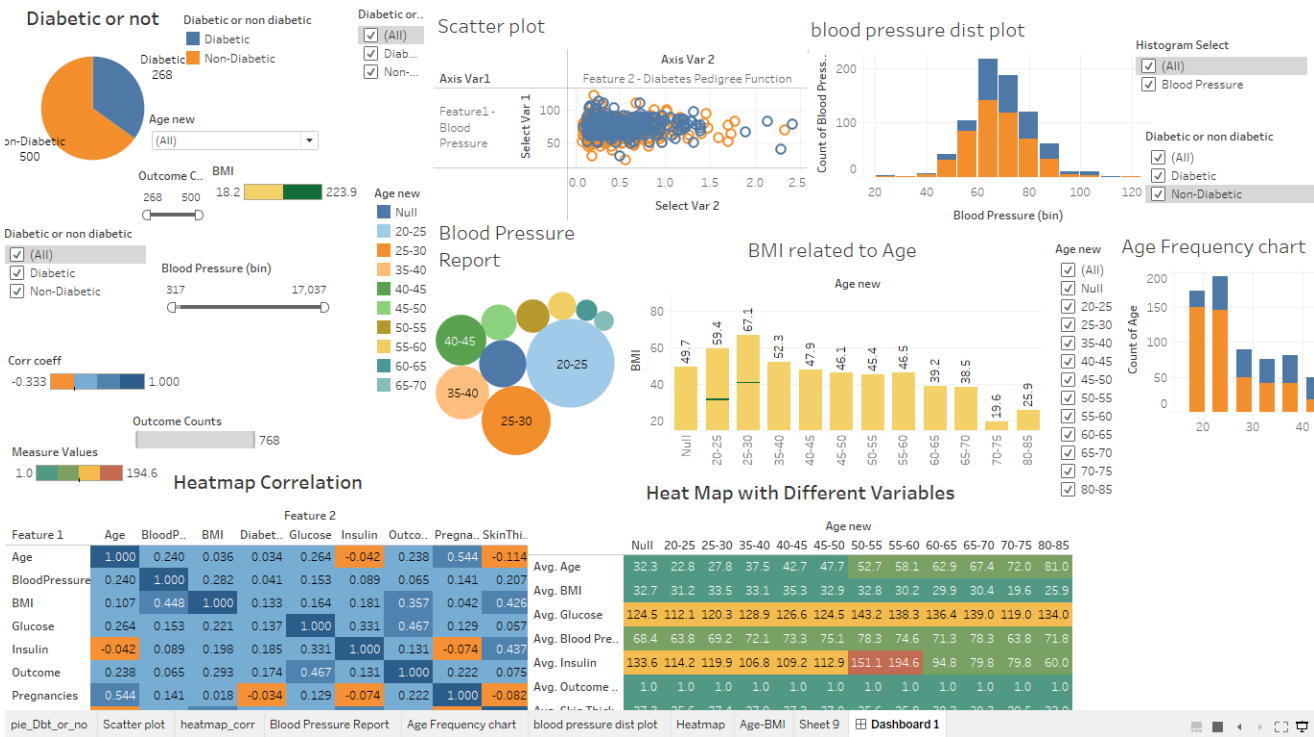 Diabetic or not
Diabetic or non diabetic
Diabetic
Non-Diabetic
Diabetic
268
on-Diabetic
500
Age new
(All)
Outcome C..
268 500
BMI
18.2 223.9
Diabetic or non diabetic
(All)
Diabetic
Non-Diabetic
Blood Pressure (bin)
317 17,037
Corr coeff
-0.333 1.000
Outcome Counts
768
Measure Values
1.0 194.6
Diabetic or..
(All)
Diab...
Non-...
Age new
Null
20-25
25-30
35-40
40-45
45-50
50-55
55-60
60-65
65-70
Scatter plot
Axis Var 2
Axis Var1
Feature 2 - Diabetes Pedigree Function
Feature1 -
Blood
Pressure
Select Var 1
100
50
0.0 0.5 1.0 1.5 2.0 2.5
Select Var 2
blood pressure dist plot
Count of Blood Press..
200
100
0
20 40 60 80 100 120
Blood Pressure (bin)
Histogram Select
(All)
Blood Pressure
Diabetic or non diabetic
(All)
Diabetic
Non-Diabetic
Blood Pressure
Report
40-45
20-25
35-40
25-30
BMI related to Age
Age new
BMI
80
60
40
20
49.7 59.4 67.1 52.3 47.9 46.1 45.4 46.5 39.2 38.5 19.6 25.9
Null 20-25 25-30 35-40 40-45 45-50 50-55 55-60 60-65 65-70 70-75 80-85
Age new
(All)
Null
20-25
25-30
35-40
40-45
45-50
50-55
55-60
60-65
65-70
70-75
80-85
Age Frequency chart
Count of Age
200
150
100
50
0
20 30 40
Heatmap Correlation
Feature 2
Feature 1 Age BloodP.. BMI Diabet.. Glucose Insulin Outco.. Pregna.. SkinThi..
Age 1.000 0.240 0.036 0.034 0.264 -0.042 0.238 0.544 -0.114
BloodPressure 0.240 1.000 0.282 0.041 0.153 0.089 0.065 0.141 0.207
BMI 0.107 0.448 1.000 0.133 0.164 0.181 0.357 0.042 0.426
Glucose 0.264 0.153 0.221 0.137 1.000 0.331 0.467 0.129 0.057
Insulin -0.042 0.089 0.198 0.185 0.331 1.000 0.131 -0.074 0.437
Outcome 0.238 0.065 0.293 0.174 0.467 0.131 1.000 0.222 0.075
Pregnancies 0.544 0.141 0.018 -0.034 0.129 -0.074 0.222 1.000 -0.082
Heat Map with Different Variables
Age new
Null 20-25 25-30 35-40 40-45 45-50 50-55 55-60 60-65 65-70 70-75 80-85
Avg. Age 32.3 22.8 27.8 37.5 42.7 47.7 52.7 58.1 62.9 67.4 72.0 81.0
Avg. BMI 32.7 31.2 33.5 33.1 35.3 32.9 32.8 30.2 29.9 30.4 19.6 25.9
Avg. Glucose 124.5 112.1 120.3 128.9 126.6 124.5 143.2 138.3 136.4 139.0 119.0 134.0
Avg. Blood Pre.. 68.4 63.8 69.2 72.1 73.3 75.1 78.3 74.6 71.3 78.3 63.8 71.8
Avg. Insulin 133.6 114.2 119.9 106.8 109.2 112.9 151.1 194.6 94.8 79.8 79.8 60.0
Avg. Outcome .. 1.0 1.0 1.0 1.0 1.0 1.0 1.0 1.0 1.0 1.0 1.0 1.0
pie_Dbt_or_no Scatter plot heatmap_corr Blood Pressure Report Age Frequency chart blood pressure dist plot Heatmap Age-BMI Sheet 9 Dashboard 1